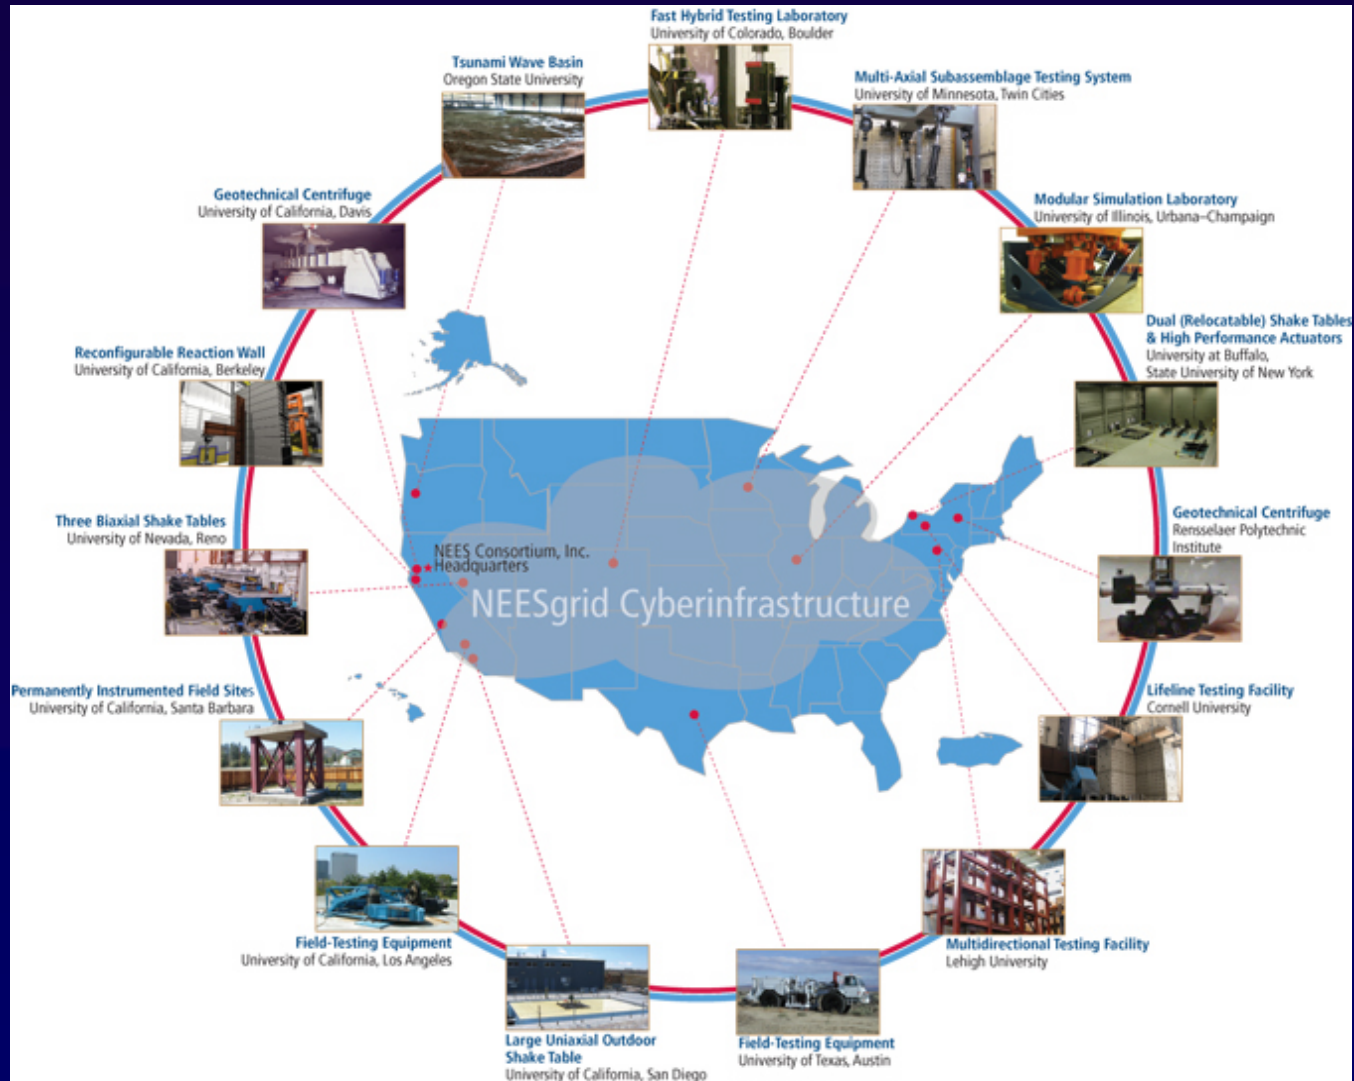 Fast Hybrid Testing Laboratory
University of Colorado, Boulder
Tsunami Wave Basin
Oregon State University
Multi-Axial Subassemblage Testing System
University of Minnesota, Twin Cities
Geotechnical Centrifuge
University of California, Davis
Modular Simulation Laboratory
University of Illinois, Urbana–Champaign
Dual (Relocatable) Shake Tables
& High Performance Actuators
University at Buffalo,
State University of New York
Reconfigurable Reaction Wall
University of California, Berkeley
Geotechnical Centrifuge
Rensselaer Polytechnic
Institute
Three Biaxial Shake Tables
University of Nevada, Reno
NEES Consortium, Inc.
Headquarters
NEESgrid Cyberinfrastructure
Permanently Instrumented Field Sites
University of California, Santa Barbara
Lifeline Testing Facility
Cornell University
Field-Testing Equipment
University of California, Los Angeles
Multidirectional Testing Facility
Lehigh University
Large Uniaxial Outdoor
Shake Table
University of California, San Diego
Field-Testing Equipment
University of Texas, Austin